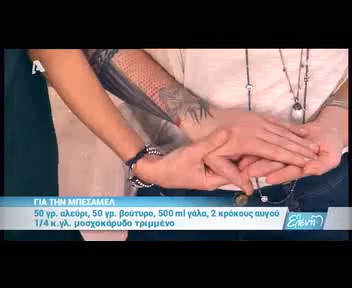 ΓΙΑ ΤΗΝ ΜΠΕΣΑΜΕΛ
50 γρ. αλεύρι, 50 γρ. βούτυρο, 500 ml γάλα, 2 κρόκους αυγού
1/4 κ.γλ. μοσχοκάρυδο τριμμένο
Ελένη